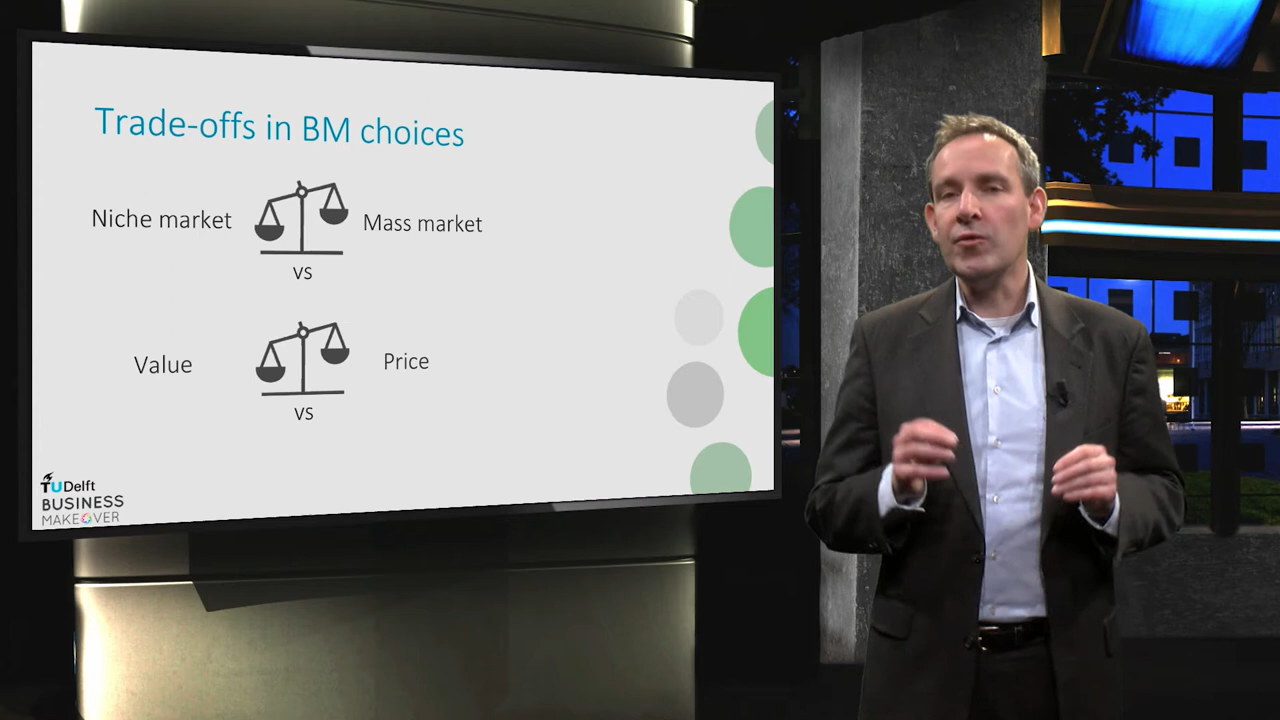 Trade-offs in BM choices
Niche market
Mass market
vs
Value
Price
vs
TUDelft
BUSINESS
MAKEOVER